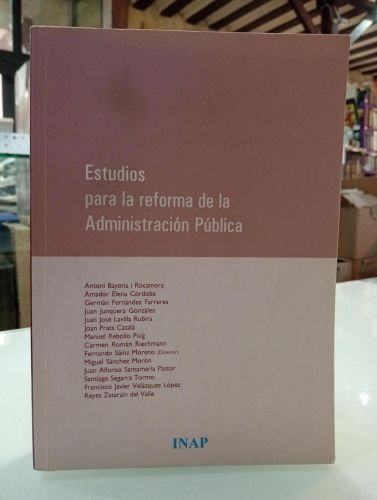 Estudios
para la reforma de la
Administración Pública
Antoni Bayona i Rocamora
Amador Elena Córdoba
Germán Fernández Farreres
Juan Junquera González
Juan José Lavilla Rubira
Joan Prats Catalá
Manuel Rebollo Puig
Carmen Román Riechmann
Fernando Sáinz Moreno (Director)
Miguel Sánchez Morón
Juan Alfonso Santamaría Pastor
Santiago Segarra Tormo
Francisco Javier Velázquez López
Reyes Zatarain del Valle
INAP